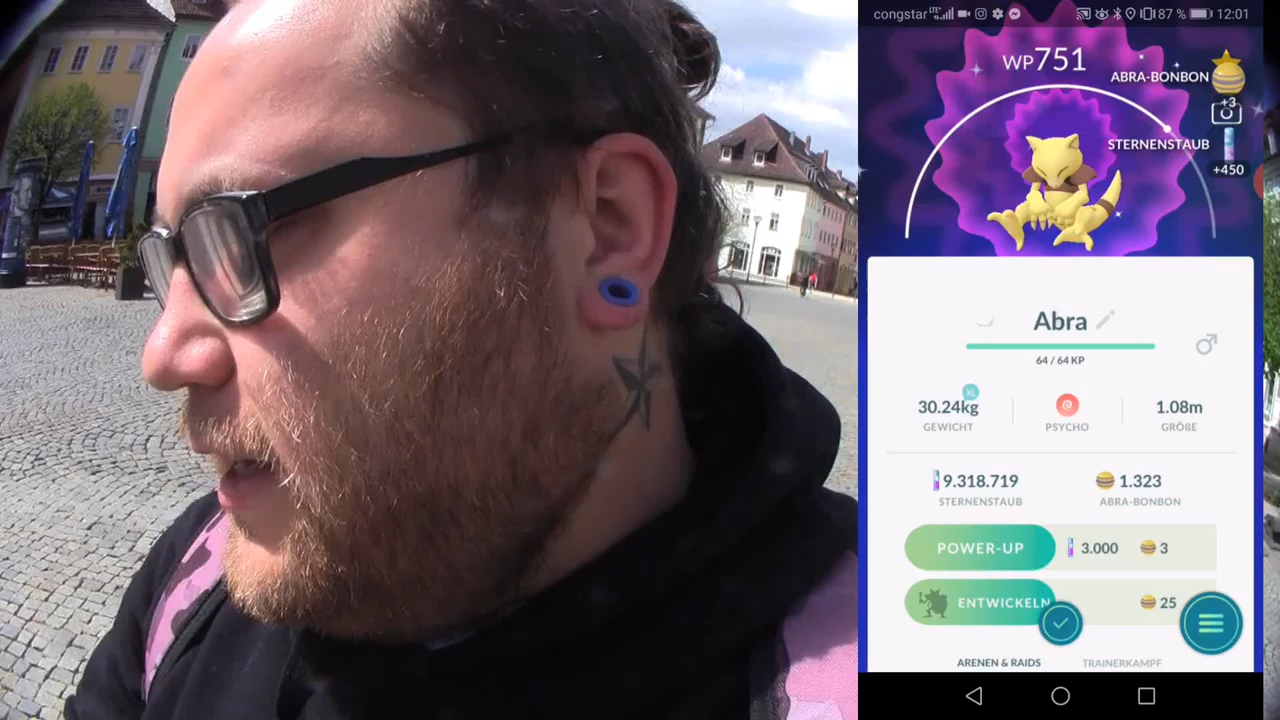 congstar LTE 87 % 12:01
WP751
ABRA-BONBON
+3
STERNENSTAUB
+450
Abra
64 / 64 KP
XL
30.24kg
GEWICHT
PSYCHO
1.08m
GRÖßE
9.318.719
STERNENSTAUB
1.323
ABRA-BONBON
POWER-UP 3.000 3
ENTWICKELN 25
ARENEN & RAIDS TRAINERKAMPF